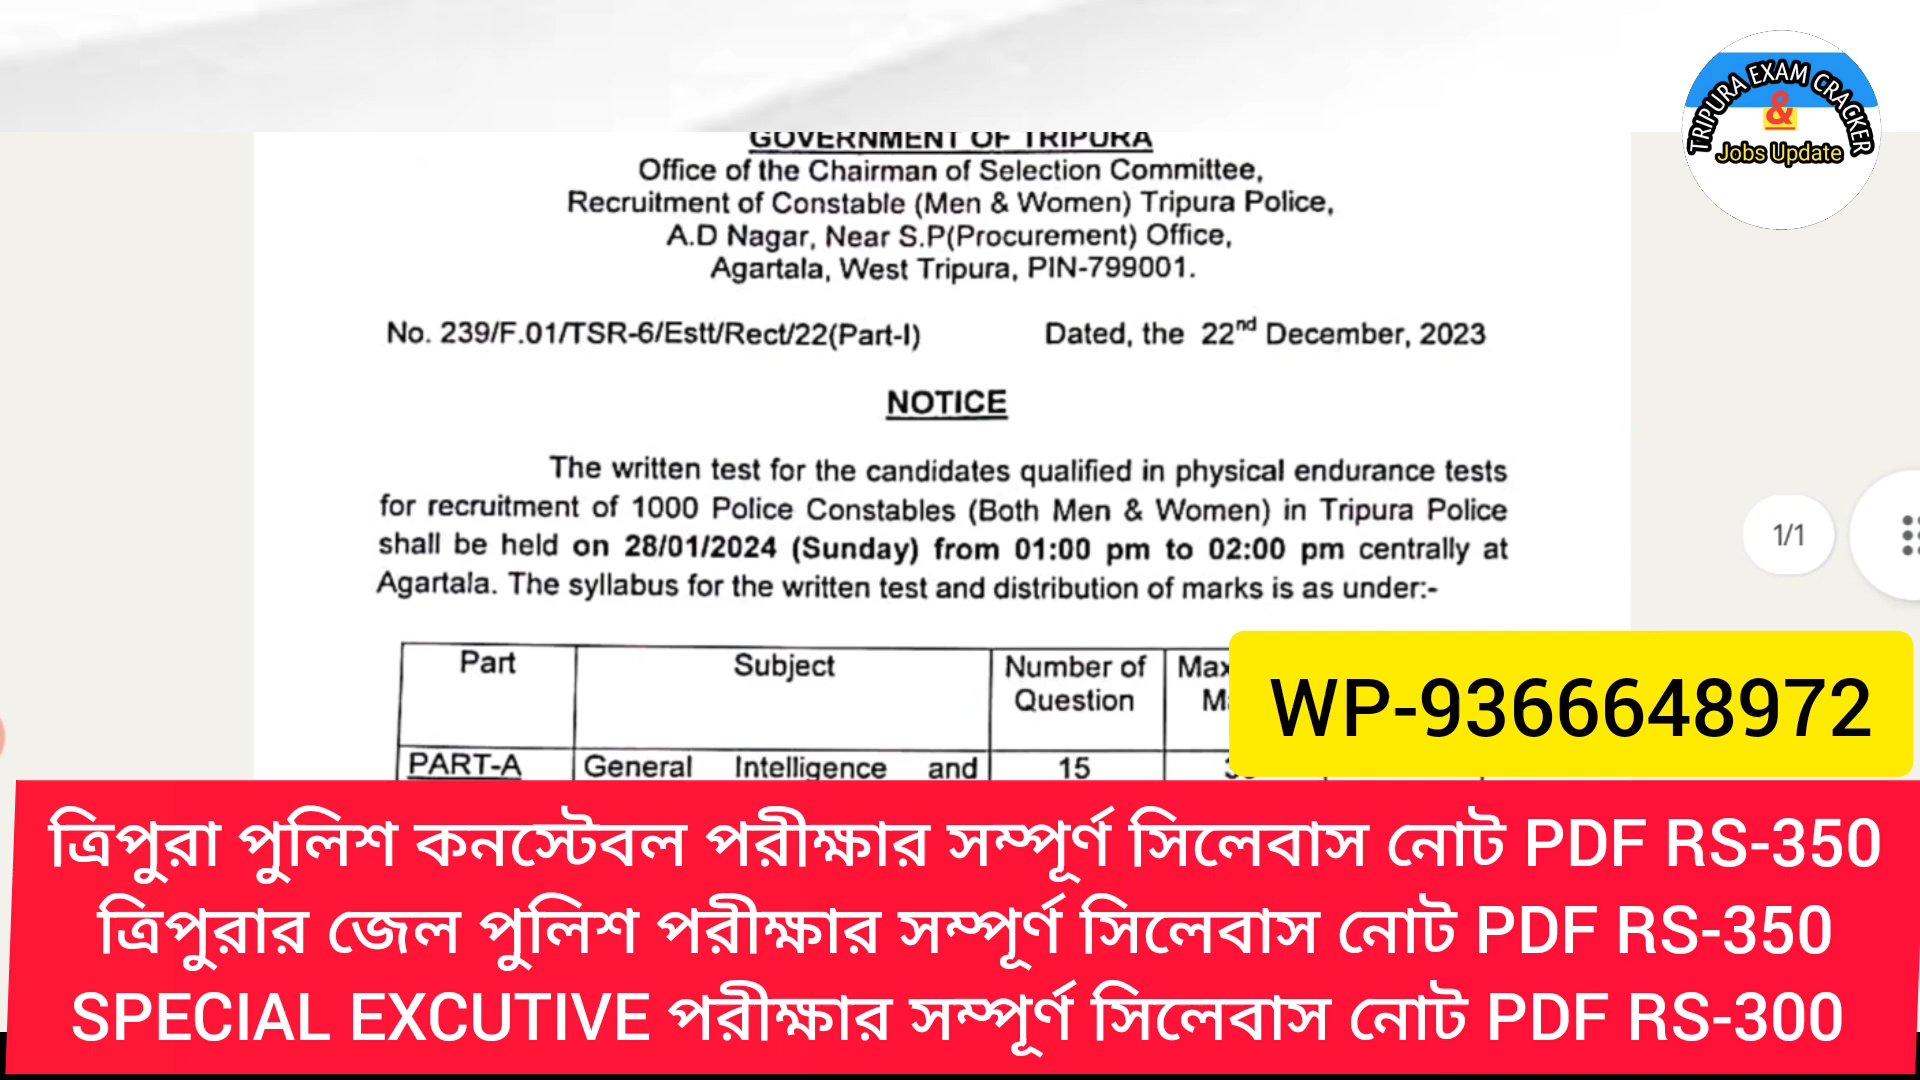 TRIPURA EXAM CRACKER
&
Jobs Update
GOVERNMENT OF TRIPURA
Office of the Chairman of Selection Committee,
Recruitment of Constable (Men & Women) Tripura Police,
A.D Nagar, Near S.P(Procurement) Office,
Agartala, West Tripura, PIN-799001.
No. 239/F.01/TSR-6/Estt/Rect/22(Part-I) Dated, the 22nd December, 2023
NOTICE
The written test for the candidates qualified in physical endurance tests
for recruitment of 1000 Police Constables (Both Men & Women) in Tripura Police
shall be held on 28/01/2024 (Sunday) from 01:00 pm to 02:00 pm centrally at
Agartala. The syllabus for the written test and distribution of marks is as under:-
1/1
Part Subject Number of Question
PART-A General Intelligence and 15
WP-9366648972
ত্রিপুরা পুলিশ কনস্টেবল পরীক্ষার সম্পূর্ণ সিলেবাস নোট PDF RS-350
ত্রিপুরার জেল পুলিশ পরীক্ষার সম্পূর্ণ সিলেবাস নোট PDF RS-350
SPECIAL EXCUTIVE পরীক্ষার সম্পূর্ণ সিলেবাস নোট PDF RS-300